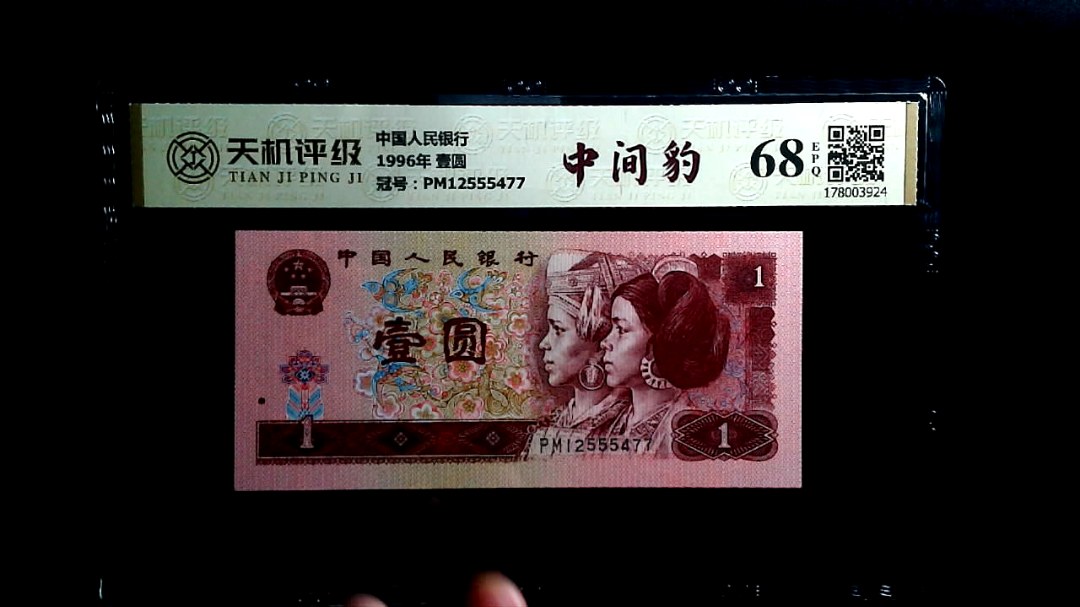 天机评级
TIAN JI PING JI
中国人民银行
1996年 壹圆
冠号：PM12555477
中间豹
68
EPQ
178003924
中国人民银行
1
壹圆
1
PM12555477
1